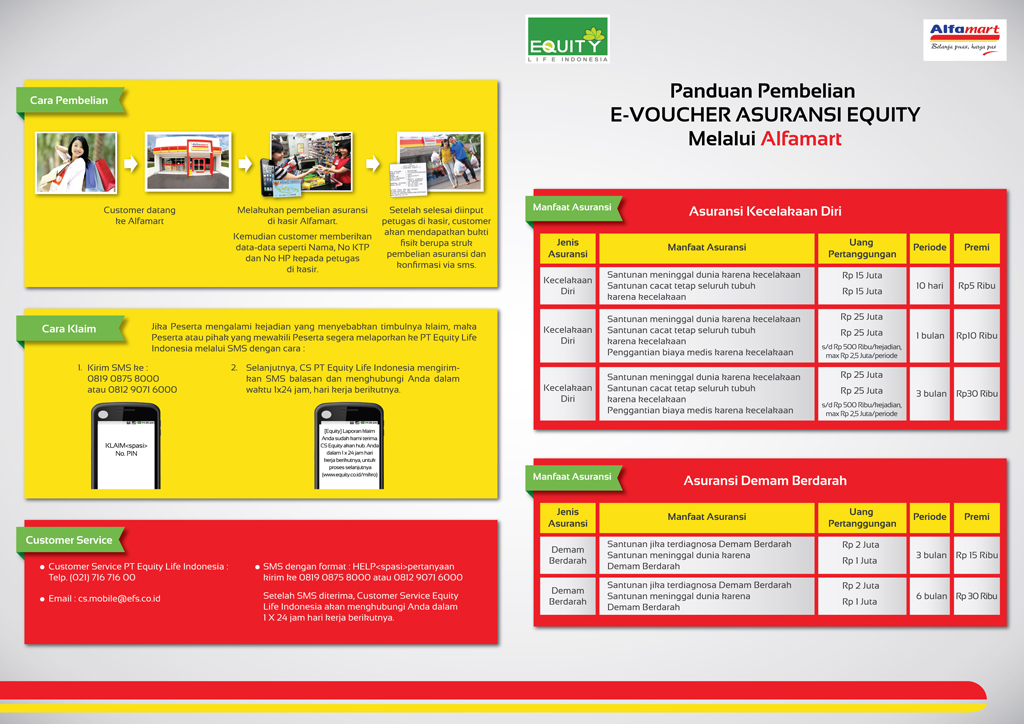 EQUITY
LIFE INDONESIA
Alfamart
Belanja puas, harga pas
Cara Pembelian
Customer datang
ke Alfamart
Melakukan pembelian asuransi
di kasir Alfamart.
Kemudian customer memberikan
data-data seperti Nama, No KTP
dan No HP kepada petugas
di kasir.
Setelah selesai diinput
petugas di kasir, customer
akan mendapatkan bukti
fisik berupa struk
pembelian asuransi dan
konfirmasi via sms.
Cara Klaim
Jika Peserta mengalami kejadian yang menyebabkan timbulnya klaim, maka
Peserta atau pihak yang mewakili Peserta segera melaporkan ke PT Equity Life
Indonesia melalui SMS dengan cara :
1. Kirim SMS ke :
0819 0875 8000
atau 0812 9071 6000
KLAIM<spasi>
No. PIN
2. Selanjutnya, CS PT Equity Life Indonesia mengirim-
kan SMS balasan dan menghubungi Anda dalam
waktu 1x24 jam, hari kerja berikutnya.
[Equity] Laporan klaim
Anda sudah kami terima.
CS Equity akan hub. Anda
dalam 1 x 24 jam hari
kerja berikutnya, untuk
proses selanjutnya
(www.equity.co.id/mikro)
Customer Service
• Customer Service PT Equity Life Indonesia :
Telp. (021) 716 716 00
• Email : cs.mobile@efs.co.id
• SMS dengan format : HELP<spasi>pertanyaan
kirim ke 0819 0875 8000 atau 0812 9071 6000
Setelah SMS diterima, Customer Service Equity
Life Indonesia akan menghubungi Anda dalam
1 X 24 jam hari kerja berikutnya.
Panduan Pembelian
E-VOUCHER ASURANSI EQUITY
Melalui Alfamart
Manfaat Asuransi
Asuransi Kecelakaan Diri
Jenis Asuransi Manfaat Asuransi Uang Pertanggungan Periode Premi
Kecelakaan Diri
Santunan meninggal dunia karena kecelakaan
Santunan cacat tetap seluruh tubuh
karena kecelakaan
Rp 15 Juta
Rp 15 Juta
10 hari
Rp5 Ribu
Kecelakaan Diri
Santunan meninggal dunia karena kecelakaan
Santunan cacat tetap seluruh tubuh
karena kecelakaan
Penggantian biaya medis karena kecelakaan
Rp 25 Juta
Rp 25 Juta
s/d Rp 500 Ribu/kejadian,
max Rp 2,5 Juta/periode
1 bulan
Rp10 Ribu
Kecelakaan Diri
Santunan meninggal dunia karena kecelakaan
Santunan cacat tetap seluruh tubuh
karena kecelakaan
Penggantian biaya medis karena kecelakaan
Rp 25 Juta
Rp 25 Juta
s/d Rp 500 Ribu/kejadian,
max Rp 2,5 Juta/periode
3 bulan
Rp30 Ribu
Manfaat Asuransi
Asuransi Demam Berdarah
Jenis Asuransi Manfaat Asuransi Uang Pertanggungan Periode Premi
Demam Berdarah
Santunan jika terdiagnosa Demam Berdarah
Santunan meninggal dunia karena
Demam Berdarah
Rp 2 Juta
Rp 1 Juta
3 bulan
Rp 15 Ribu
Demam Berdarah
Santunan jika terdiagnosa Demam Berdarah
Santunan meninggal dunia karena
Demam Berdarah
Rp 2 Juta
Rp 1 Juta
6 bulan
Rp 30 Ribu